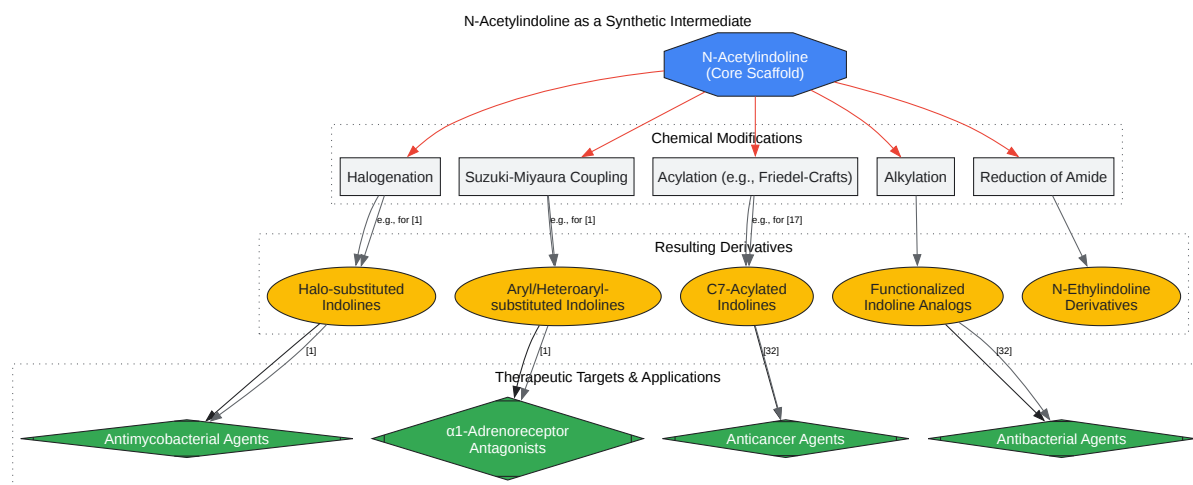 N-Acetylindoline as a Synthetic Intermediate
N-Acetylindoline
(Core Scaffold)
Chemical Modifications
Halogenation
Suzuki-Miyaura Coupling
Acylation (e.g., Friedel-Crafts)
Alkylation
Reduction of Amide
e.g., for [1]
e.g., for [1]
e.g., for [17]
Resulting Derivatives
Halo-substituted
Indolines
Aryl/Heteroaryl-
substituted Indolines
C7-Acylated
Indolines
Functionalized
Indoline Analogs
N-Ethylindoline
Derivatives
[1]
[1]
[32]
[32]
Therapeutic Targets & Applications
Antimycobacterial Agents
α1-Adrenoreceptor
Antagonists
Anticancer Agents
Antibacterial Agents